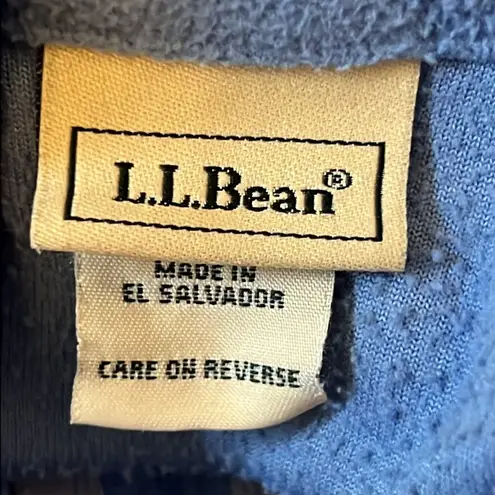 L.L.Bean®
MADE IN
EL SALVADOR
CARE ON REVERSE